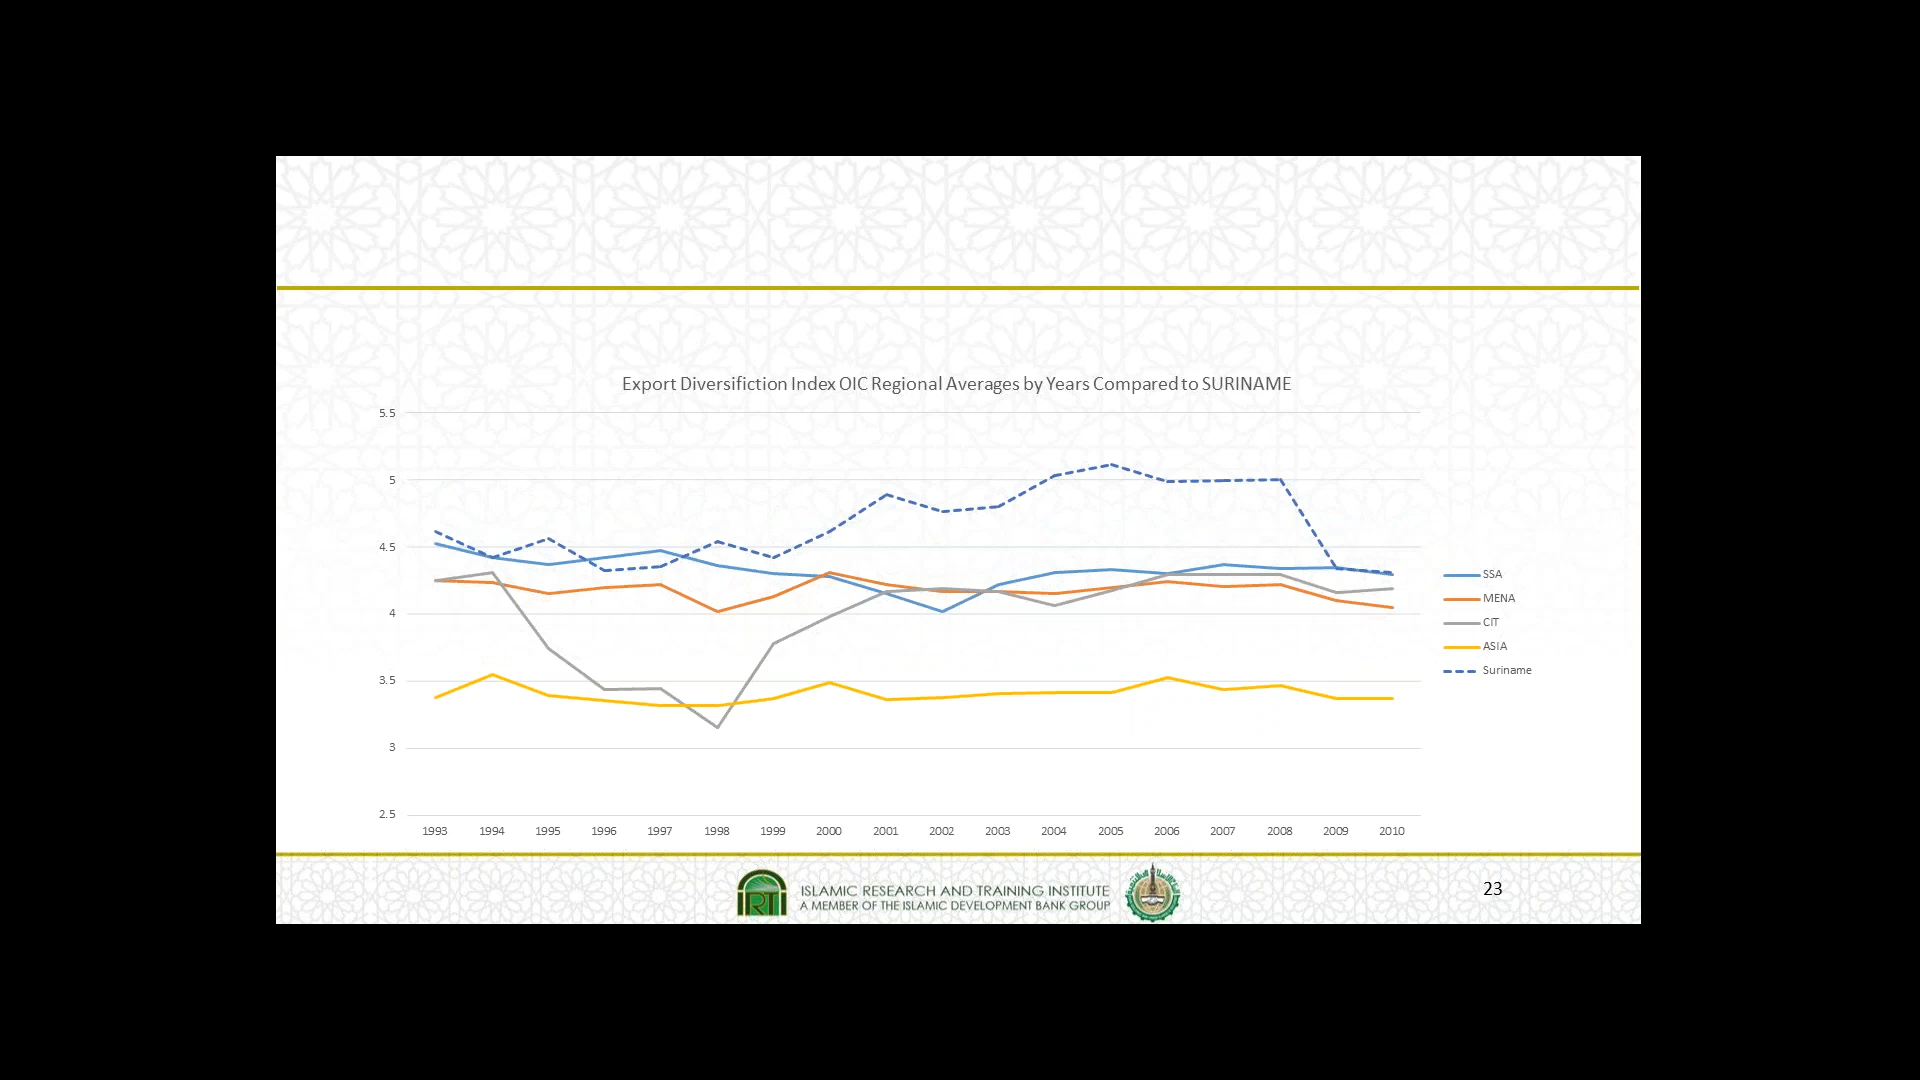 Export Diversifiction Index OIC Regional Averages by Years Compared to SURINAME
5.5
5
4.5
4
3.5
3
2.5
1993 1994 1995 1996 1997 1998 1999 2000 2001 2002 2003 2004 2005 2006 2007 2008 2009 2010
SSA
MENA
CIT
ASIA
Suriname
IRTI
ISLAMIC RESEARCH AND TRAINING INSTITUTE
A MEMBER OF THE ISLAMIC DEVELOPMENT BANK GROUP
23